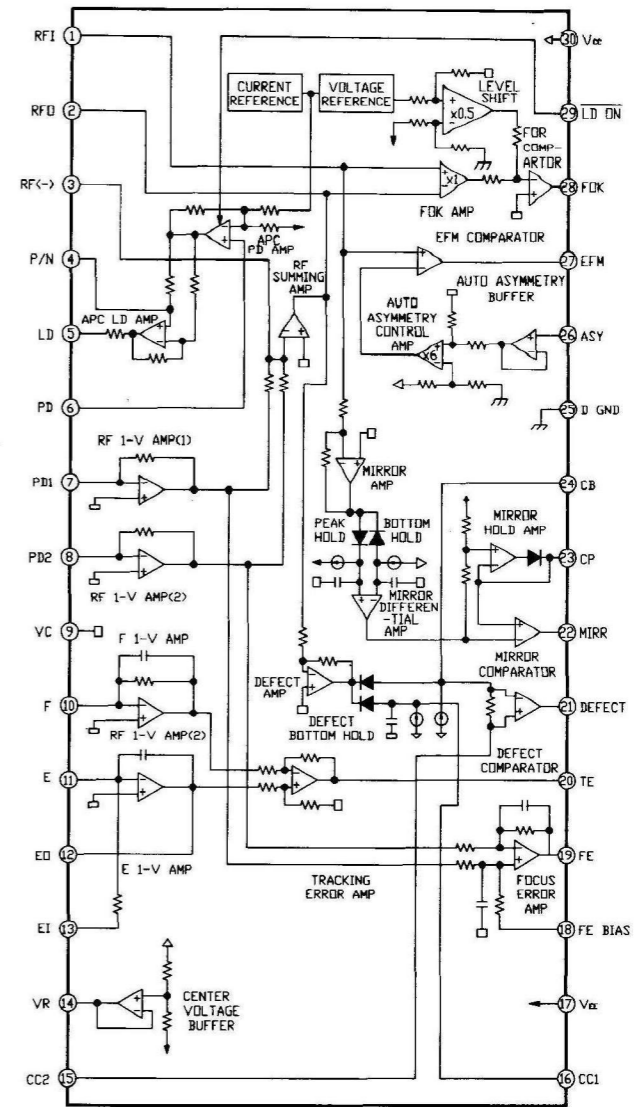 RFI 1
RFO 2
RF(-) 3
P/N 4
LD 5
PD 6
PD1 7
PD2 8
VC 9
F 10
E 11
EO 12
EI 13
VR 14
CC2 15
30 Vcc
29 LD ON
28 FOK
27 EFM
26 ASY
25 D GND
24 CB
23 CP
22 MIRR
21 DEFECT
20 TE
19 FE
18 FE BIAS
17
16 CC1
CURRENT
REFERENCE
VOLTAGE
REFERENCE
LEVEL
SHIFT
x0.5
FOR
COMP-
ARTOR
x1
FOK AMP
APC
PD AMP
EFM COMPARATOR
RF
SUMMING
AMP
AUTO ASYMMETRY
BUFFER
APC LD AMP
AUTO
ASYMMETRY
CONTROL
AMP
x6
RF 1-V AMP(1)
MIRROR
AMP
PEAK
HOLD
BOTTOM
HOLD
MIRROR
HOLD AMP
RF 1-V AMP(2)
MIRROR
DIFFEREN
-TIAL
AMP
F 1-V AMP
MIRROR
COMPARATOR
DEFECT
AMP
RF 1-V AMP(2)
DEFECT
BOTTOM HOLD
DEFECT
COMPARATOR
E 1-V AMP
TRACKING
ERROR AMP
FOCUS
ERROR
AMP
CENTER
VOLTAGE
BUFFER